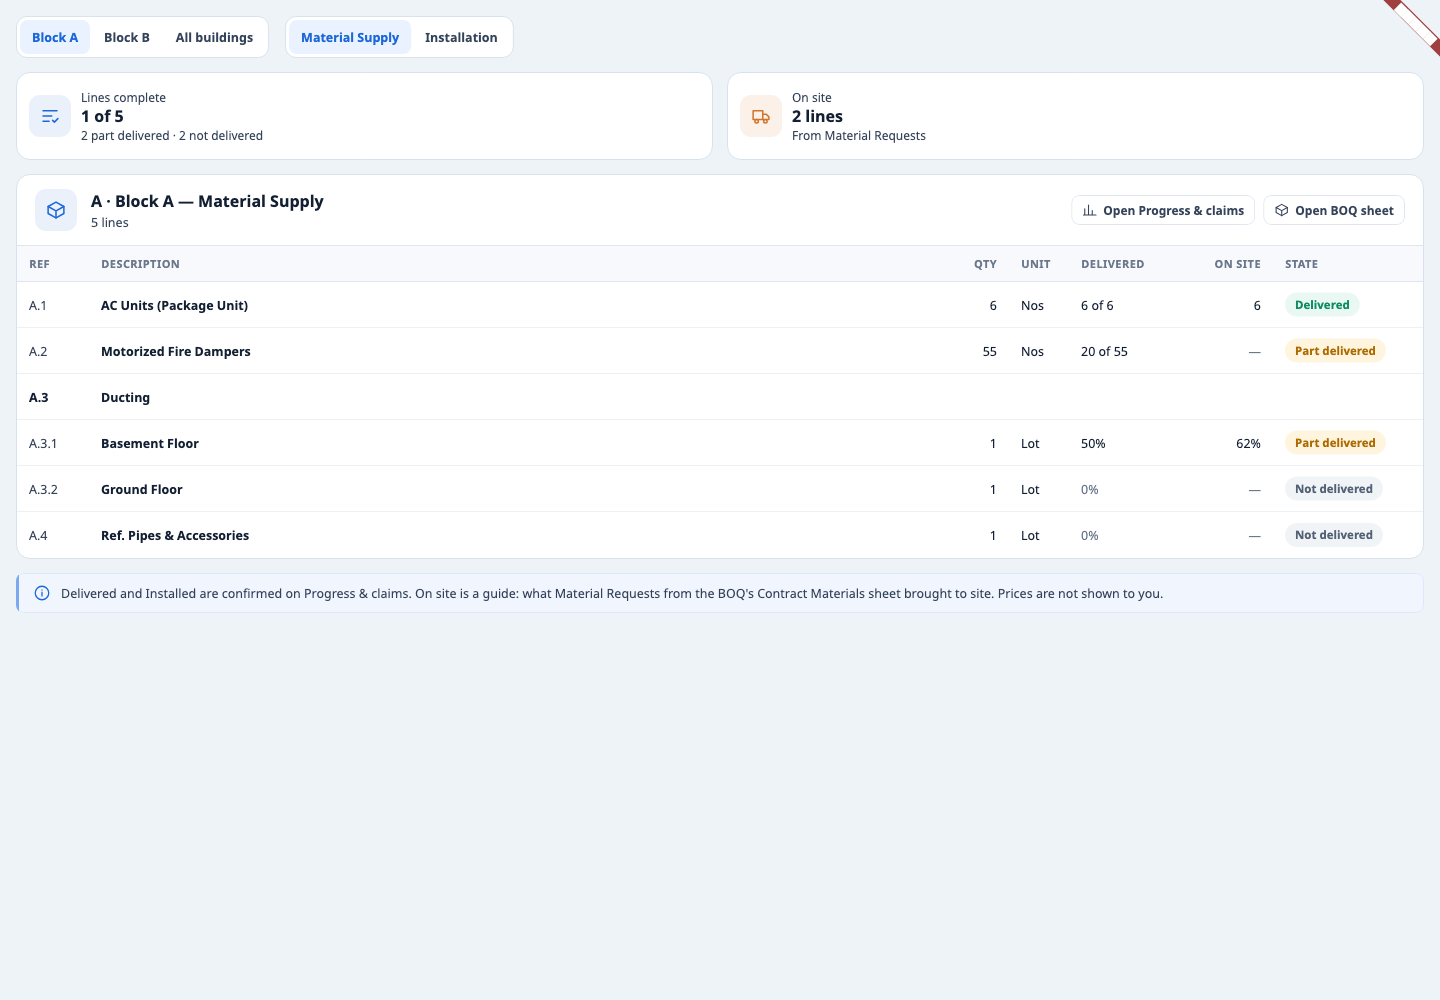 Block A Block B All buildings Material Supply Installation
Lines complete
1 of 5
2 part delivered · 2 not delivered
On site
2 lines
From Material Requests
A · Block A — Material Supply
5 lines
Open Progress & claims Open BOQ sheet
REF DESCRIPTION QTY UNIT DELIVERED ON SITE STATE
A.1 AC Units (Package Unit) 6 Nos 6 of 6 6 Delivered
A.2 Motorized Fire Dampers 55 Nos 20 of 55 — Part delivered
A.3 Ducting
A.3.1 Basement Floor 1 Lot 50% 62% Part delivered
A.3.2 Ground Floor 1 Lot 0% — Not delivered
A.4 Ref. Pipes & Accessories 1 Lot 0% — Not delivered
Delivered and Installed are confirmed on Progress & claims. On site is a guide: what Material Requests from the BOQ's Contract Materials sheet brought to site. Prices are not shown to you.